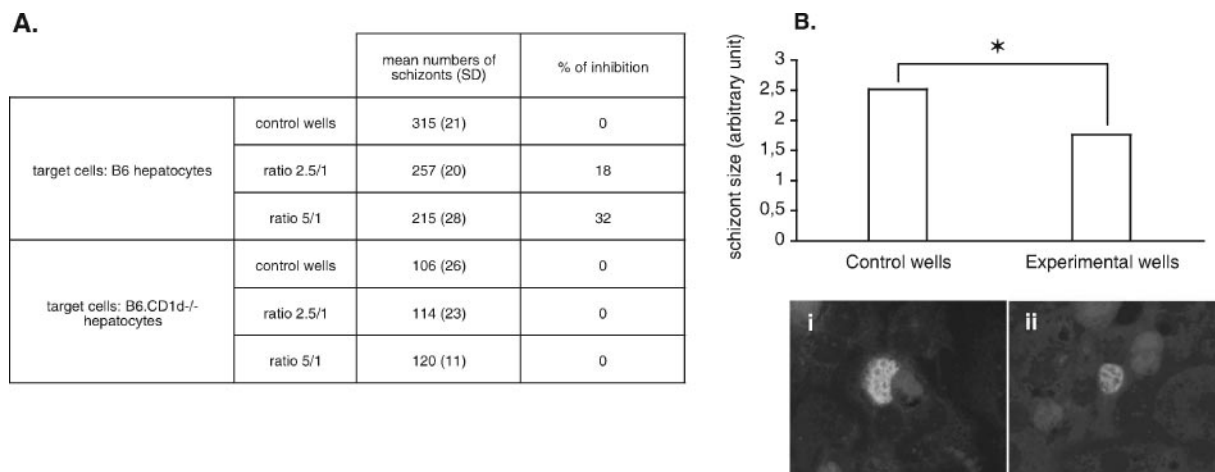 A.
mean numbers of
schizonts (SD)
% of inhibition
target cells: B6 hepatocytes
control wells
315 (21)
0
ratio 2.5/1
257 (20)
18
ratio 5/1
215 (28)
32
target cells: B6.CD1d-/-
hepatocytes
control wells
106 (26)
0
ratio 2.5/1
114 (23)
0
ratio 5/1
120 (11)
0
B.
schizont size (arbitrary unit)
3
2,5
2
1,5
1
0,5
0
*
Control wells
Experimental wells
i
ii